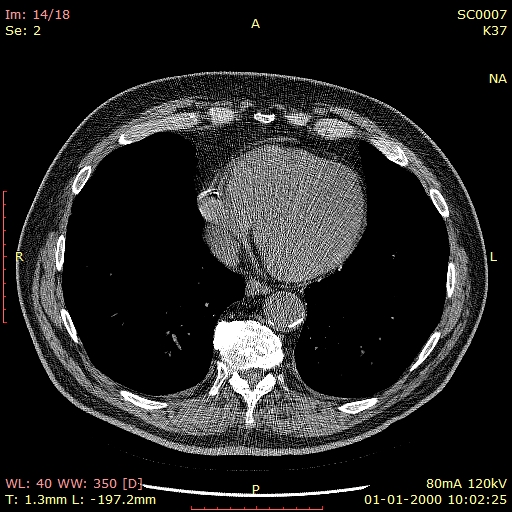 Im: 14/18
Se: 2
A
SC0007
K37
NA
R
L
WL: 40 WW: 350 [D]
T: 1.3mm L: -197.2mm
P
80mA 120kV
01-01-2000 10:02:25